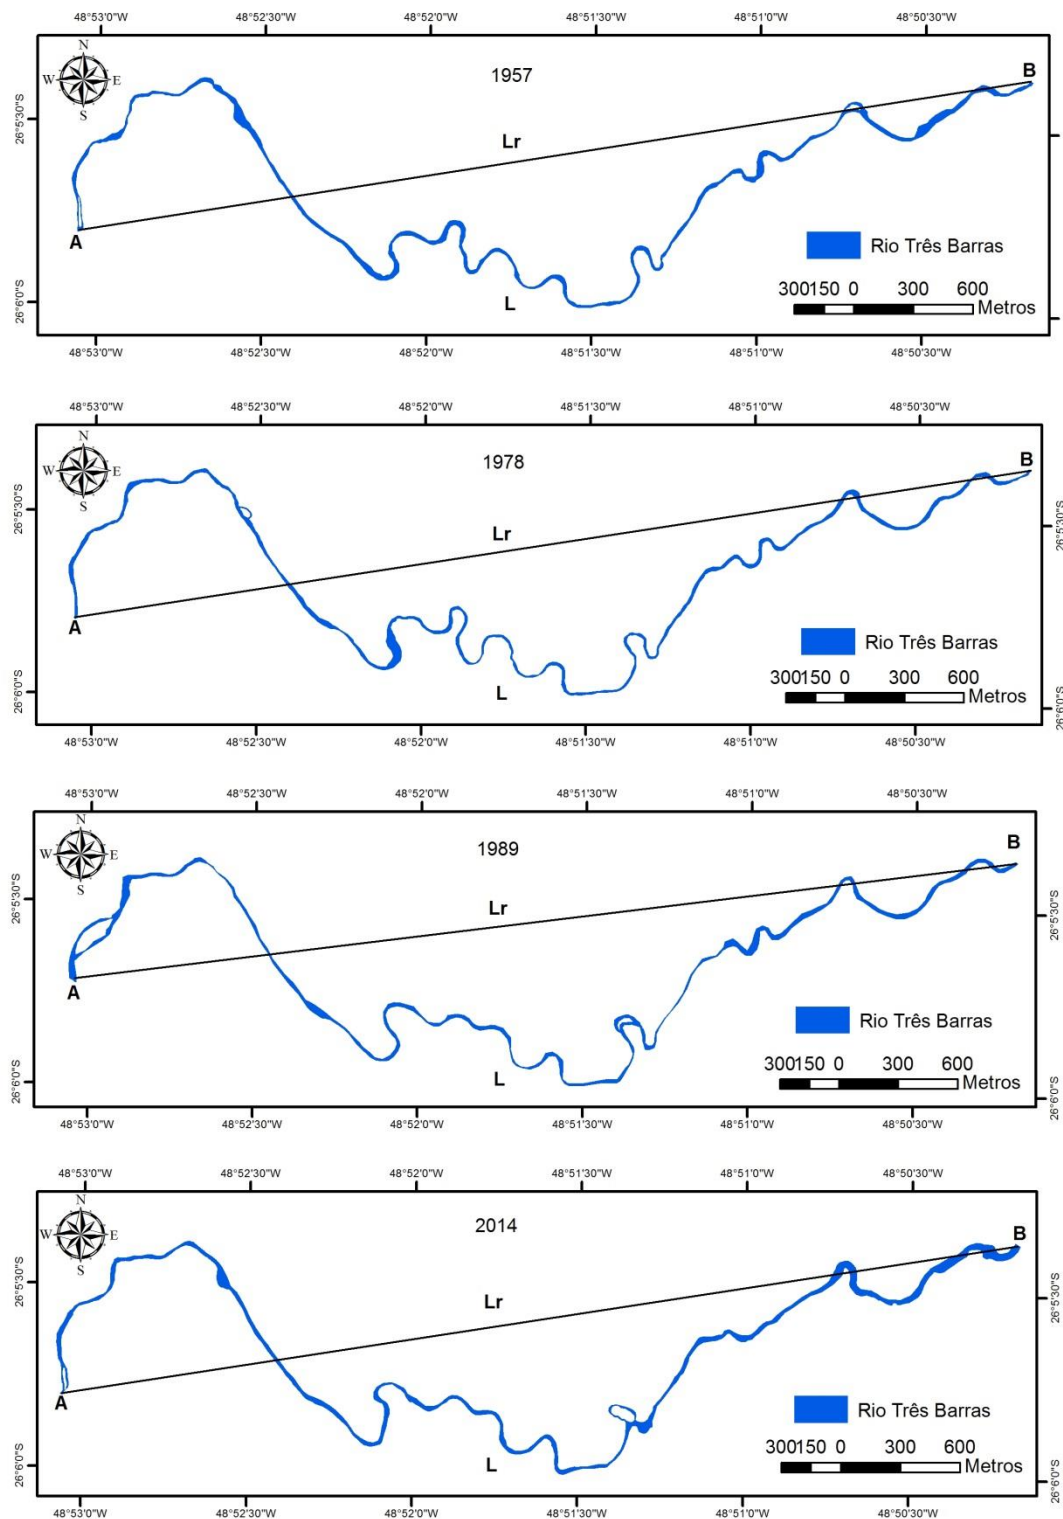 48°53'0"W 48°52'30"W 48°52'0"W 48°51'30"W 48°51'0"W 48°50'30"W
N
W E
S
1957
B
26°5'30"S
Lr
A
Rio Três Barras
L
300150 0 300 600
Metros
26°6'0"S
48°53'0"W 48°52'30"W 48°52'0"W 48°51'30"W 48°51'0"W 48°50'30"W
48°53'0"W 48°52'30"W 48°52'0"W 48°51'30"W 48°51'0"W 48°50'30"W
N
W E
S
1978
B
26°5'30"S 26°5'30"S
Lr
A
Rio Três Barras
L
300150 0 300 600
Metros
26°6'0"S 26°6'0"S
48°53'0"W 48°52'30"W 48°52'0"W 48°51'30"W 48°51'0"W 48°50'30"W
48°53'0"W 48°52'30"W 48°52'0"W 48°51'30"W 48°51'0"W 48°50'30"W
N
W E
S
1989
B
26°5'30"S 26°5'30"S
Lr
A
Rio Três Barras
L
300150 0 300 600
Metros
26°6'0"S 26°6'0"S
48°53'0"W 48°52'30"W 48°52'0"W 48°51'30"W 48°51'0"W 48°50'30"W
48°53'0"W 48°52'30"W 48°52'0"W 48°51'30"W 48°51'0"W 48°50'30"W
N
W E
S
2014
B
26°5'30"S 26°5'30"S
Lr
A
Rio Três Barras
L
300150 0 300 600
Metros
26°6'0"S 26°6'0"S
48°53'0"W 48°52'30"W 48°52'0"W 48°51'30"W 48°51'0"W 48°50'30"W